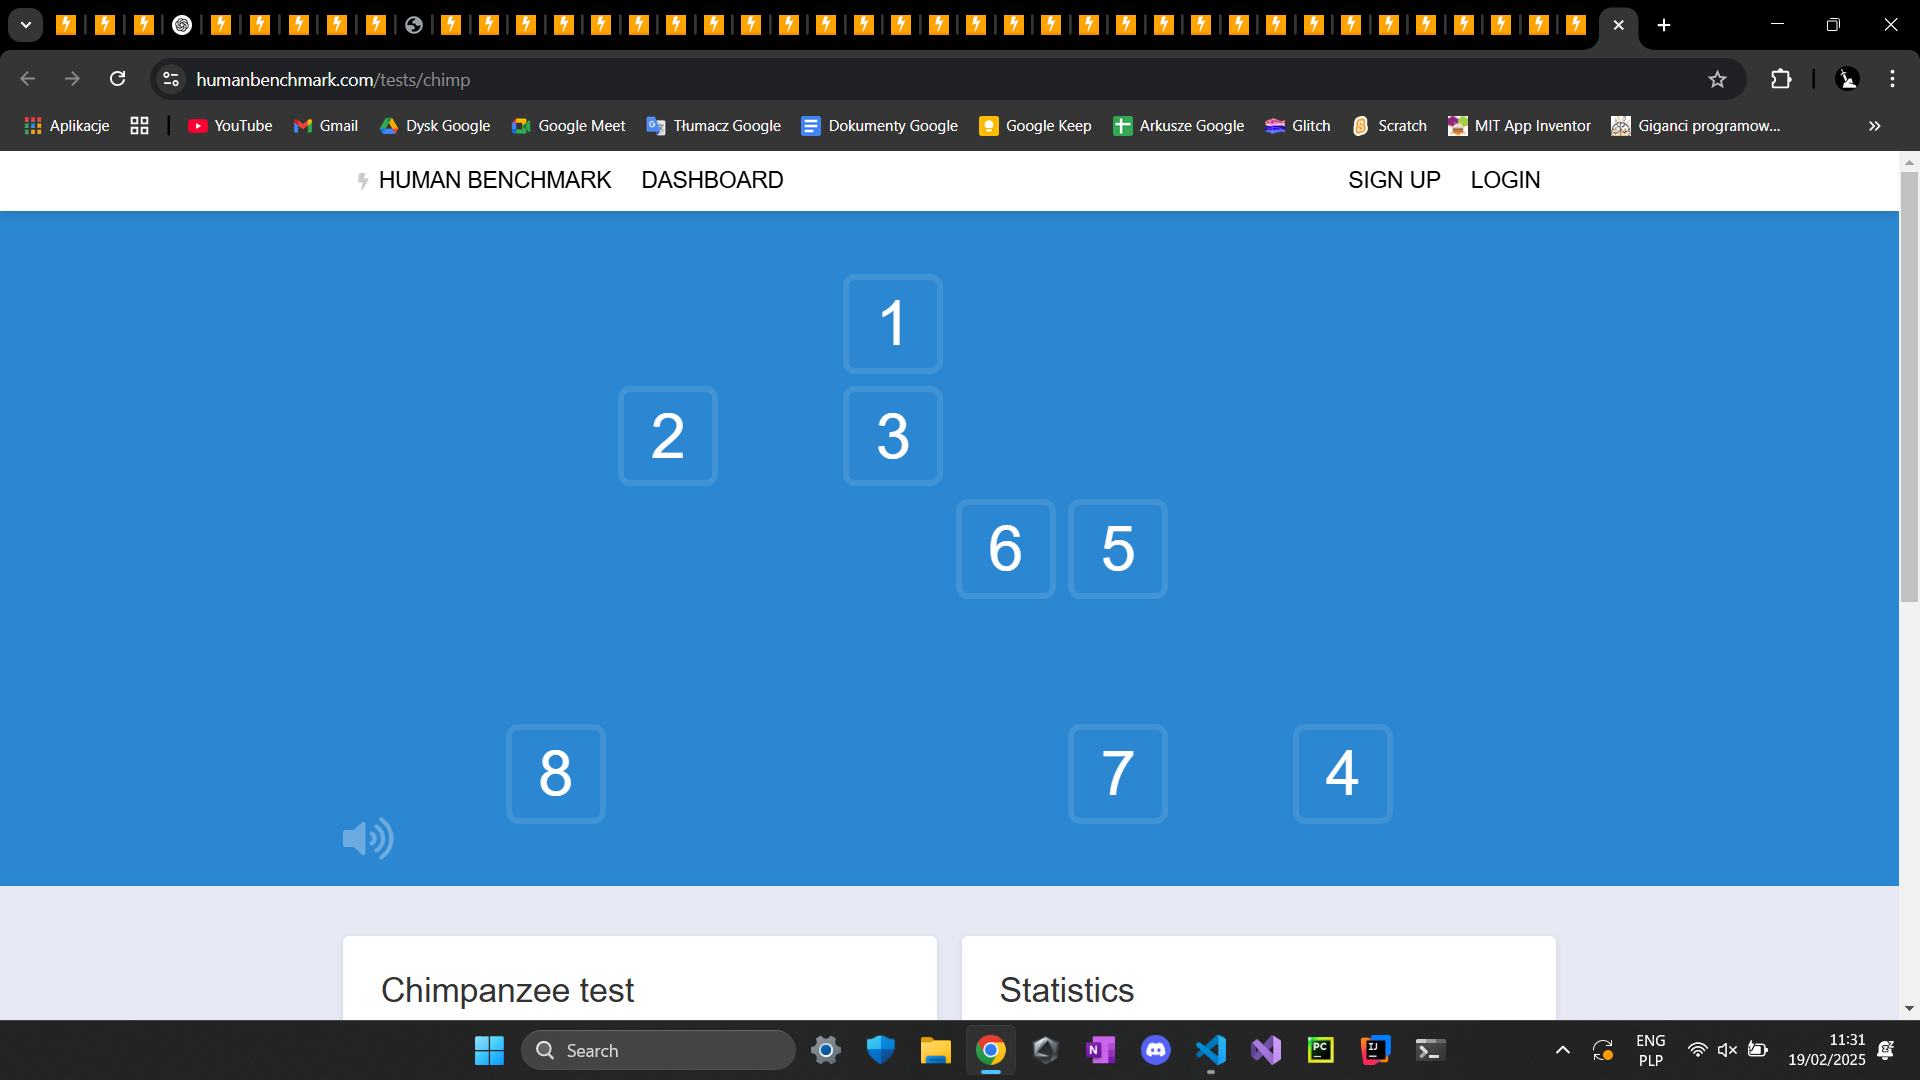 humanbenchmark.com/tests/chimp
Aplikacje YouTube Gmail Dysk Google Google Meet Tłumacz Google Dokumenty Google Google Keep Arkusze Google Glitch Scratch MIT App Inventor Giganci programow... »
HUMAN BENCHMARK DASHBOARD SIGN UP LOGIN
1
2 3
6 5
8 7 4
Chimpanzee test Statistics
Search
ENG 11:31
PLP 19/02/2025